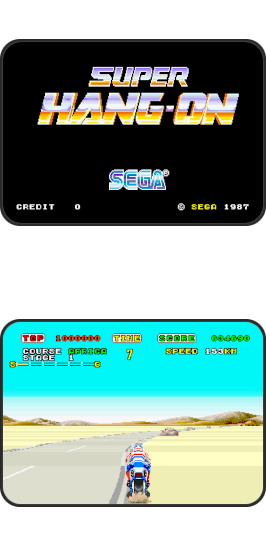 SUPER
HANG-ON
SEGA®
CREDIT 0 © SEGA 1987
TOP 1000000 TIME SCORE 034690
COURSE AFRICA 7 SPEED 153KM
STAGE 1
S G